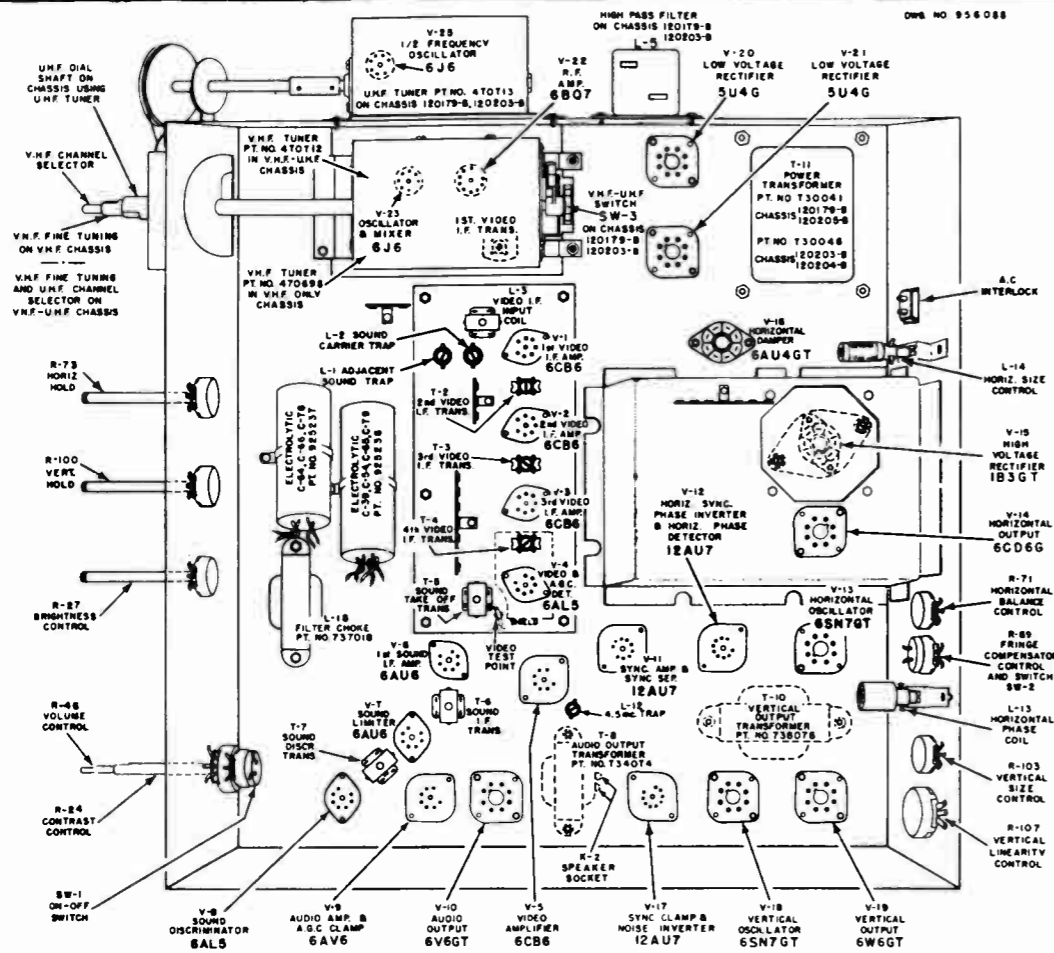 DWG. NO. 956088
V-25
1/2 FREQUENCY
OSCILLATOR
6J6
U.H.F. TUNER PT. NO. 470713
ON CHASSIS 120179-B, 120203-B
HIGH PASS FILTER
ON CHASSIS 120179-B
120203-B
L-5
V-22
R.F.
AMP.
6BQ7
V-20
LOW VOLTAGE
RECTIFIER
5U4G
V-21
LOW VOLTAGE
RECTIFIER
5U4G
U.H.F. DIAL
SHAFT ON
CHASSIS USING
U.H.F. TUNER
V.H.F. CHANNEL
SELECTOR
V.H.F. FINE TUNING
ON V.H.F. CHASSIS
V.H.F. FINE TUNING
AND U.H.F. CHANNEL
SELECTOR ON
V.H.F.-U.H.F. CHASSIS
V.H.F. TUNER
PT. NO. 470712
IN V.H.F.-U.H.F.
CHASSIS
V-23
OSCILLATOR
& MIXER
6J6
1ST. VIDEO
I.F. TRANS.
V.H.F. TUNER
PT. NO. 470698
IN V.H.F. ONLY
CHASSIS
V.H.F.-U.H.F.
SWITCH
SW-3
ON CHASSIS
120179-B
120203-B
T-11
POWER
TRANSFORMER
PT. NO T30041
CHASSIS 120179-B
120205-B
PT NO T30046
CHASSIS 120203-B
120204-B
A.C
INTERLOCK
L-3
VIDEO I.F.
INPUT
COIL
L-2 SOUND
CARRIER TRAP
L-1 ADJACENT
SOUND TRAP
V-1
1st VIDEO
I.F. AMP.
6CB6
T-2
2nd VIDEO
I.F. TRANS.
V-2
2nd VIDEO
I.F. AMP
6CB6
T-3
3rd VIDEO
I.F. TRANS.
V-3
3rd VIDEO
I.F. AMP.
6CB6
T-4
4th VIDEO
I.F. TRANS.
V-4
VIDEO &
A.G.C.
DET.
6AL5
T-5
SOUND
TAKE OFF
TRANS
SHIELD
VIDEO
TEST
POINT
V-16
HORIZONTAL
DAMPER
6AU4GT
L-14
HORIZ. SIZE
CONTROL
V-15
HIGH
VOLTAGE
RECTIFIER
1B3GT
V-14
HORIZONTAL
OUTPUT
6CD6G
V-12
HORIZ SYNC.
PHASE INVERTER
& HORIZ. PHASE
DETECTOR
12AU7
V-13
HORIZONTAL
OSCILLATOR
6SN7GT
R-71
HORIZONTAL
BALANCE
CONTROL
R-89
FRINGE
COMPENSATOR
CONTROL
AND SWITCH
SW-2
L-13
HORIZONTAL
PHASE
COIL
R-103
VERTICAL
SIZE
CONTROL
R-107
VERTICAL
LINEARITY
CONTROL
R-73
HORIZ
HOLD
R-100
VERT.
HOLD
R-27
BRIGHTNESS
CONTROL
ELECTROLYTIC
C-64, C-65, C-78
PT NO. 925237
ELECTROLYTIC
C-39, C-54, C-66, C-79
PT. NO. 925236
L-18
FILTER CHOKE
PT. NO. 737018
V-6
1st SOUND
I.F. AMP.
6AU6
V-7
SOUND
LIMITER
6AU6
T-6
SOUND
I.F
TRANS
T-7
SOUND
DISCR
TRANS
V-11
SYNC AMP &
SYNC SEP.
12AU7
L-12
4.5mc. TRAP
T-8
AUDIO OUTPUT
TRANSFORMER
PT. NO. 734074
T-10
VERTICAL
OUTPUT
TRANSFORMER
PT. NO. 738076
K-2
SPEAKER
SOCKET
R-46
VOLUME
CONTROL
R-24
CONTRAST
CONTROL
SW-1
ON-OFF
SWITCH
V-8
SOUND
DISCRIMINATOR
6AL5
V-9
AUDIO AMP. &
A.G.C CLAMP
6AV6
V-10
AUDIO
OUTPUT
6V6GT
V-5
VIDEO
AMPLIFIER
6CB6
V-17
SYNC CLAMP &
NOISE INVERTER
12AU7
V-18
VERTICAL
OSCILLATOR
6SN7GT
V-19
VERTICAL
OUTPUT
6W6GT